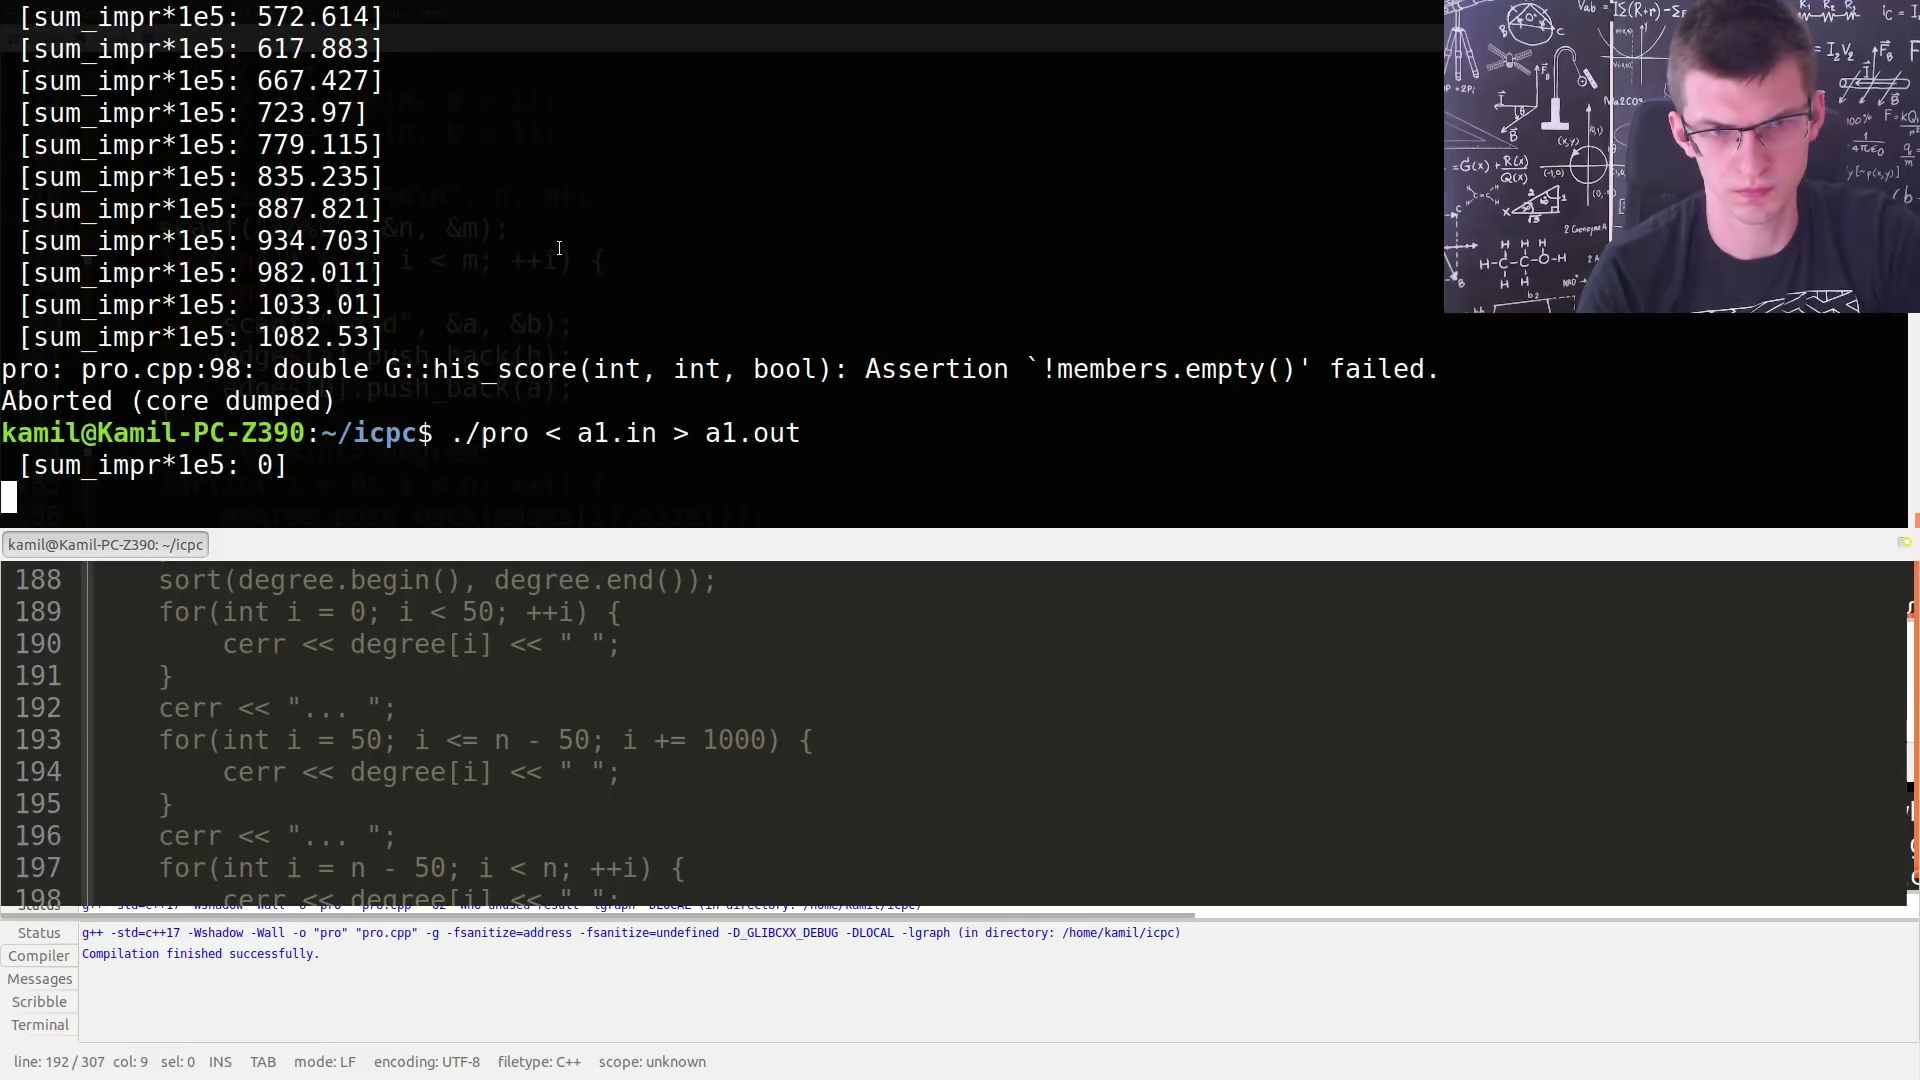 [sum_impr*1e5: 572.614]
[sum_impr*1e5: 617.883]
[sum_impr*1e5: 667.427]
[sum_impr*1e5: 723.97]
[sum_impr*1e5: 779.115]
[sum_impr*1e5: 835.235]
[sum_impr*1e5: 887.821]
[sum_impr*1e5: 934.703]
[sum_impr*1e5: 982.011]
[sum_impr*1e5: 1033.01]
[sum_impr*1e5: 1082.53]
pro: pro.cpp:98: double G::his_score(int, int, bool): Assertion `!members.empty()' failed.
Aborted (core dumped)
kamil@Kamil-PC-Z390:~/icpc$ ./pro < a1.in > a1.out
[sum_impr*1e5: 0]
kamil@Kamil-PC-Z390: ~/icpc
188 sort(degree.begin(), degree.end());
189 for(int i = 0; i < 50; ++i) {
190 cerr << degree[i] << " ";
191 }
192 cerr << "... ";
193 for(int i = 50; i <= n - 50; i += 1000) {
194 cerr << degree[i] << " ";
195 }
196 cerr << "... ";
197 for(int i = n - 50; i < n; ++i) {
198 cerr << degree[i] << " ";
Status
Compiler
Messages
Scribble
Terminal
g++ -std=c++17 -Wshadow -Wall -o "pro" "pro.cpp" -g -fsanitize=address -fsanitize=undefined -D_GLIBCXX_DEBUG -DLOCAL -lgraph (in directory: /home/kamil/icpc)
Compilation finished successfully.
line: 192 / 307 col: 9 sel: 0 INS TAB mode: LF encoding: UTF-8 filetype: C++ scope: unknown